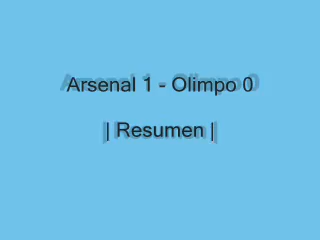 Arsenal 1 - Olimpo 0
| Resumen |